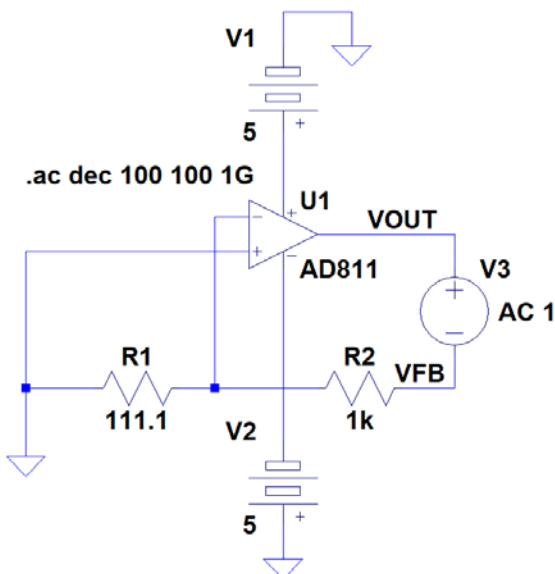 V1
5
.ac dec 100 100 1G
U1
VOUT
AD811
V3
AC 1
R1
111.1
R2
1k
VFB
V2
5